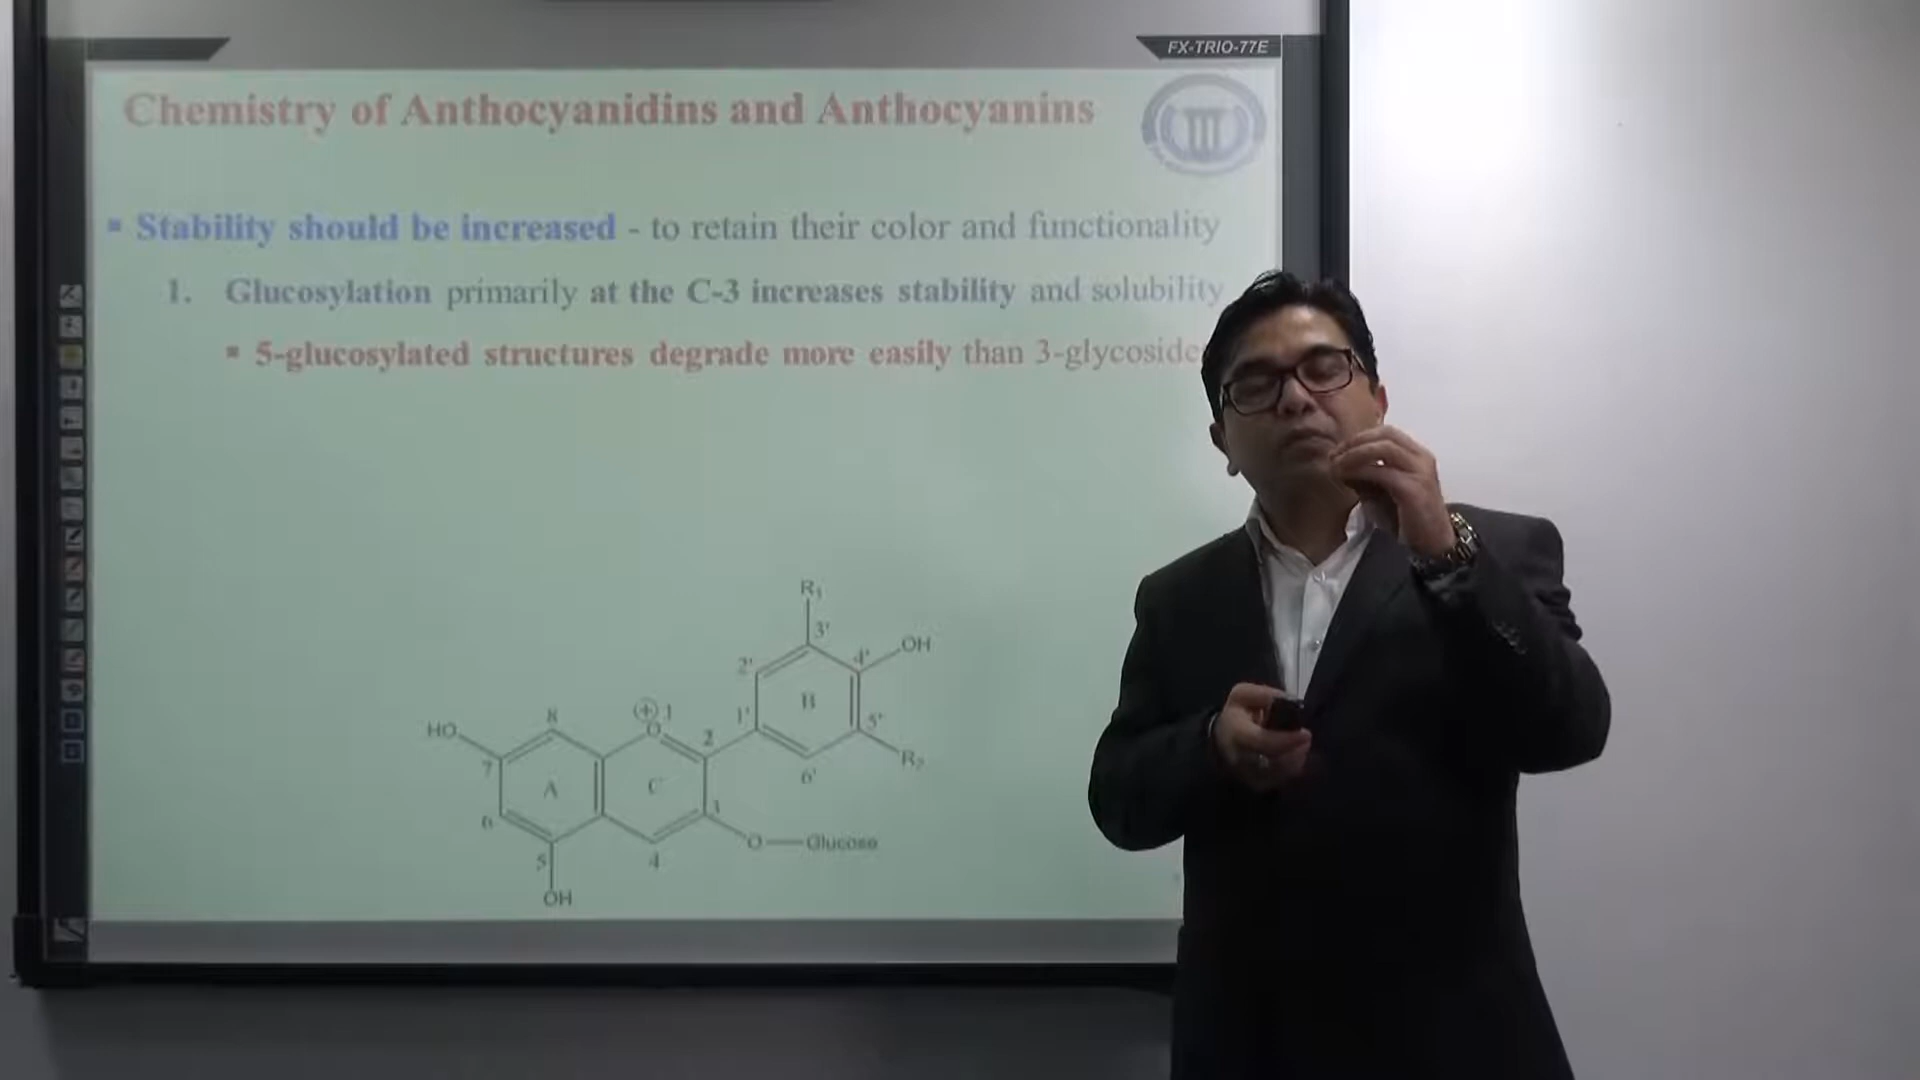 FX-TRIO-77E
Chemistry of Anthocyanidins and Anthocyanins
▪ Stability should be increased - to retain their color and functionality
1. Glucosylation primarily at the C-3 increases stability and solubility
▪ 5-glucosylated structures degrade more easily than 3-glycoside
R₁
3'
4'
OH
2'
B
1'
5'
R₂
6'
HO
8
⊕
1
O
2
7
A
C
3
6
5
4
O
Glucose
OH